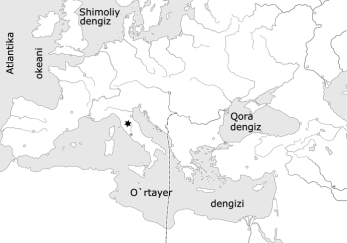 Shimoliy
dengiz
Atlantika
okeani
Qora
dengiz
O`rtayer
dengizi